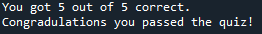 You got 5 out of 5 correct.
Congradulations you passed the quiz!